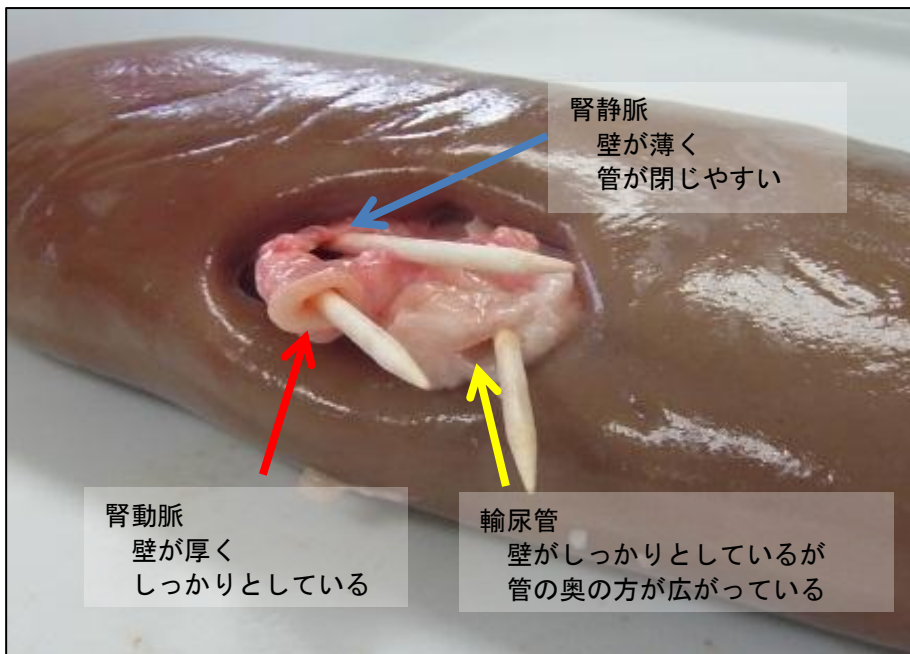 腎静脈
壁が薄く
管が閉じやすい
腎動脈
壁が厚く
しっかりとしている
輸尿管
壁がしっかりとしているが
管の奥の方が広がっている